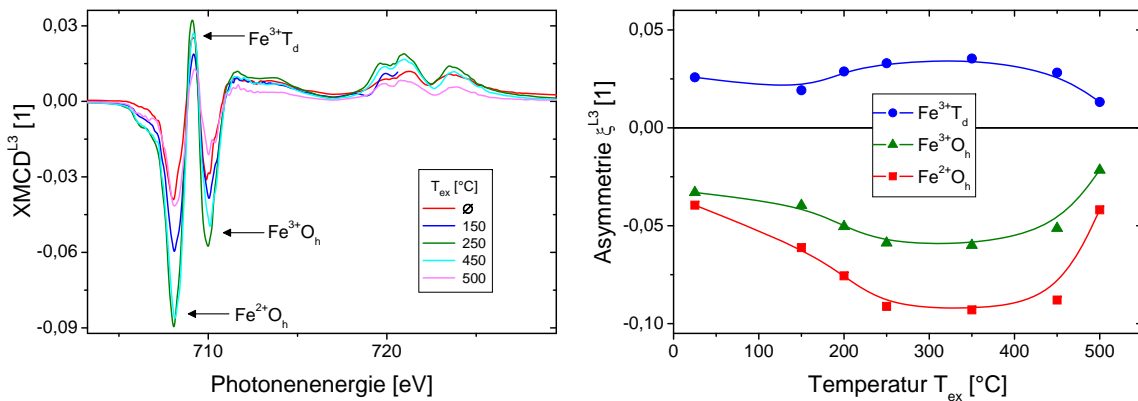 0,03
0,00
-0,03
-0,06
-0,09
XMCD^L3 [1]
710
720
Photonenenergie [eV]
Fe³⁺T_d
Fe³⁺O_h
Fe²⁺O_h
T_ex [°C]
Ø
150
250
450
500
0,05
0,00
-0,05
-0,10
Asymmetrie ξ^L3 [1]
0
100
200
300
400
500
Temperatur T_ex [°C]
Fe³⁺T_d
Fe³⁺O_h
Fe²⁺O_h